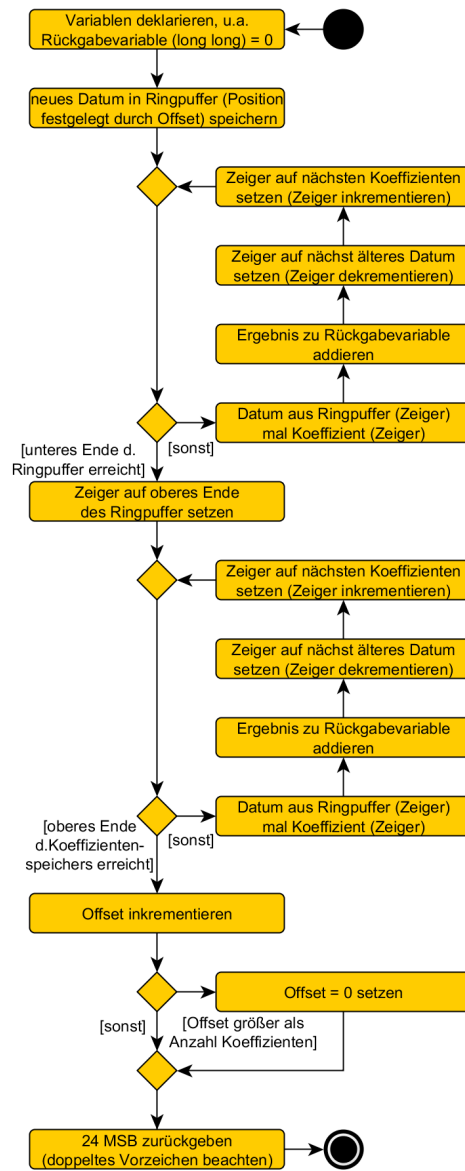 Variablen deklarieren, u.a.
Rückgabevariable (long long) = 0
neues Datum in Ringpuffer (Position
festgelegt durch Offset) speichern
Zeiger auf nächsten Koeffizienten
setzen (Zeiger inkrementieren)
Zeiger auf nächst älteres Datum
setzen (Zeiger dekrementieren)
Ergebnis zu Rückgabevariable
addieren
Datum aus Ringpuffer (Zeiger)
mal Koeffizient (Zeiger)
[sonst]
[unteres Ende d.
Ringpuffer erreicht]
Zeiger auf oberes Ende
des Ringpuffer setzen
Zeiger auf nächsten Koeffizienten
setzen (Zeiger inkrementieren)
Zeiger auf nächst älteres Datum
setzen (Zeiger dekrementieren)
Ergebnis zu Rückgabevariable
addieren
Datum aus Ringpuffer (Zeiger)
mal Koeffizient (Zeiger)
[sonst]
[oberes Ende
d.Koeffizienten-
speichers erreicht]
Offset inkrementieren
Offset = 0 setzen
[Offset größer als
Anzahl Koeffizienten]
[sonst]
24 MSB zurückgeben
(doppeltes Vorzeichen beachten)